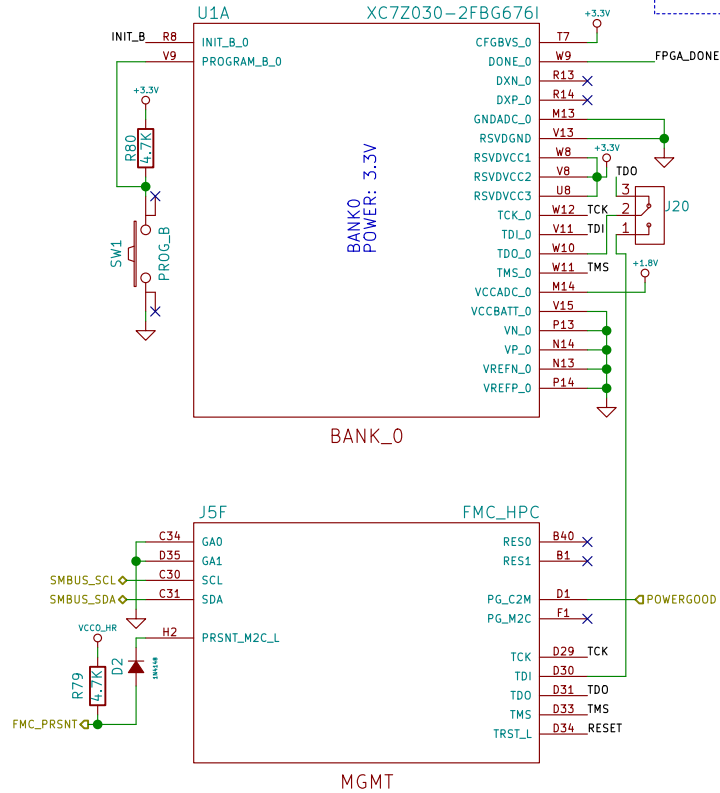 U1A
XC7Z030-2FBG676I
INIT_B R8 INIT_B_0
V9 PROGRAM_B_0
CFGBVS_0 T7
+3.3V
DONE_0 W9 FPGA_DONE
DXN_0 R13
DXP_0 R14
GNDADC_0 M13
RSVDGND V13
RSVDVCC1 W8
RSVDVCC2 V8
+3.3V
RSVDVCC3 U8
TCK_0 W12 TCK
TDI_0 V11 TDI
TDO_0 W10
TMS_0 W11 TMS
VCCADC_0 M14
+1.8V
VCCBATT_0 V15
VN_0 P13
VP_0 N14
VREFN_0 N13
VREFP_0 P14
TDO
3
2
1
J20
+3.3V
R80
4.7K
SW1
PROG_B
BANK0
POWER: 3.3V
BANK_0
J5F
FMC_HPC
C34 GA0
D35 GA1
SMBUS_SCL C30 SCL
SMBUS_SDA C31 SDA
H2 PRSNT_M2C_L
VCCO_HR
R79
4.7K
D2
1N4148
FMC_PRSNT
RES0 B40
RES1 B1
PG_C2M D1 POWERGOOD
PG_M2C F1
TCK D29 TCK
TDI D30
TDO D31 TDO
TMS D33 TMS
TRST_L D34 RESET
MGMT